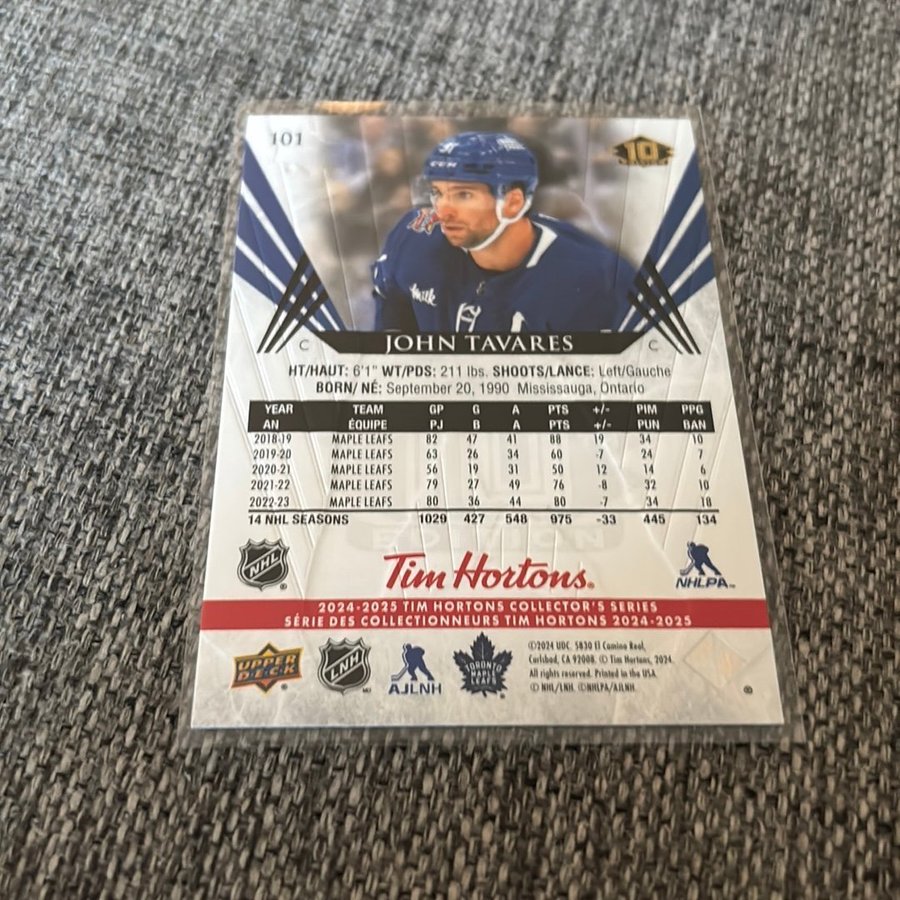 101
10
CCM
milk
JOHN TAVARES
C C
HT/HAUT: 6'1" WT/PDS: 211 lbs. SHOOTS/LANCE: Left/Gauche
BORN/ NÉ: September 20, 1990 Mississauga, Ontario
YEAR TEAM GP G A PTS +/- PIM PPG
AN ÉQUIPE PJ B A PTS +/- PUN BAN
2018-19 MAPLE LEAFS 82 47 41 88 19 34 10
2019-20 MAPLE LEAFS 63 26 34 60 -7 24 7
2020-21 MAPLE LEAFS 56 19 31 50 12 14 6
2021-22 MAPLE LEAFS 79 27 49 76 -8 32 10
2022-23 MAPLE LEAFS 80 36 44 80 -7 34 18
14 NHL SEASONS 1029 427 548 975 -33 445 134
EDITION
NHL ® Tim Hortons® NHLPA™
2024-2025 TIM HORTONS COLLECTOR'S SERIES
SÉRIE DES COLLECTIONNEURS TIM HORTONS 2024-2025
UPPER DECK ® LNH MD AJLNH TORONTO MAPLE LEAFS ®
©2024 UDC. 5830 El Camino Real,
Carlsbad, CA 92008. © Tim Hortons, 2024.
All rights reserved. Printed in the USA.
© NHL/LNH. ©NHLPA/AJLNH.